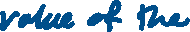 value of the